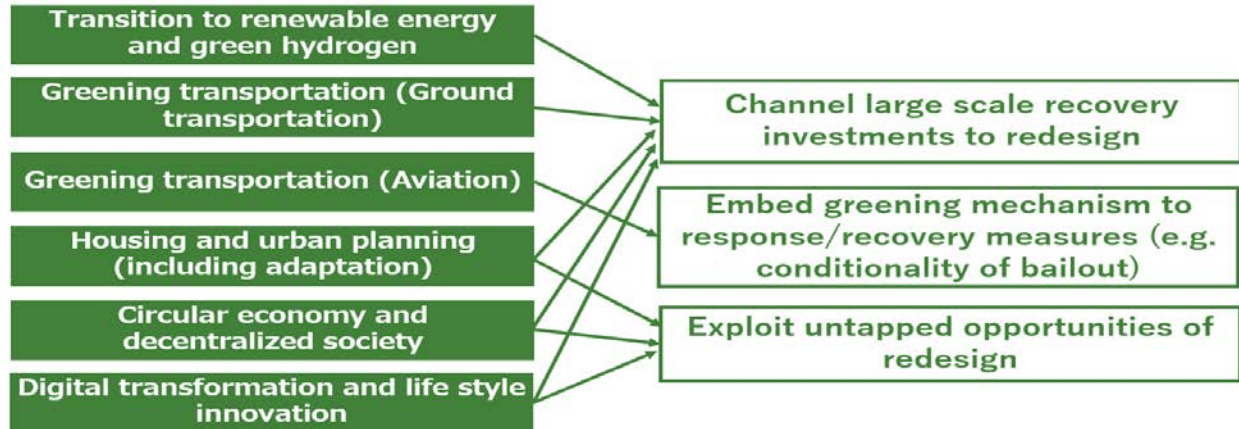 Transition to renewable energy
and green hydrogen
Greening transportation (Ground
transportation)
Greening transportation (Aviation)
Housing and urban planning
(including adaptation)
Circular economy and
decentralized society
Digital transformation and life style
innovation
Channel large scale recovery
investments to redesign
Embed greening mechanism to
response/recovery measures (e.g.
conditionality of bailout)
Exploit untapped opportunities of
redesign